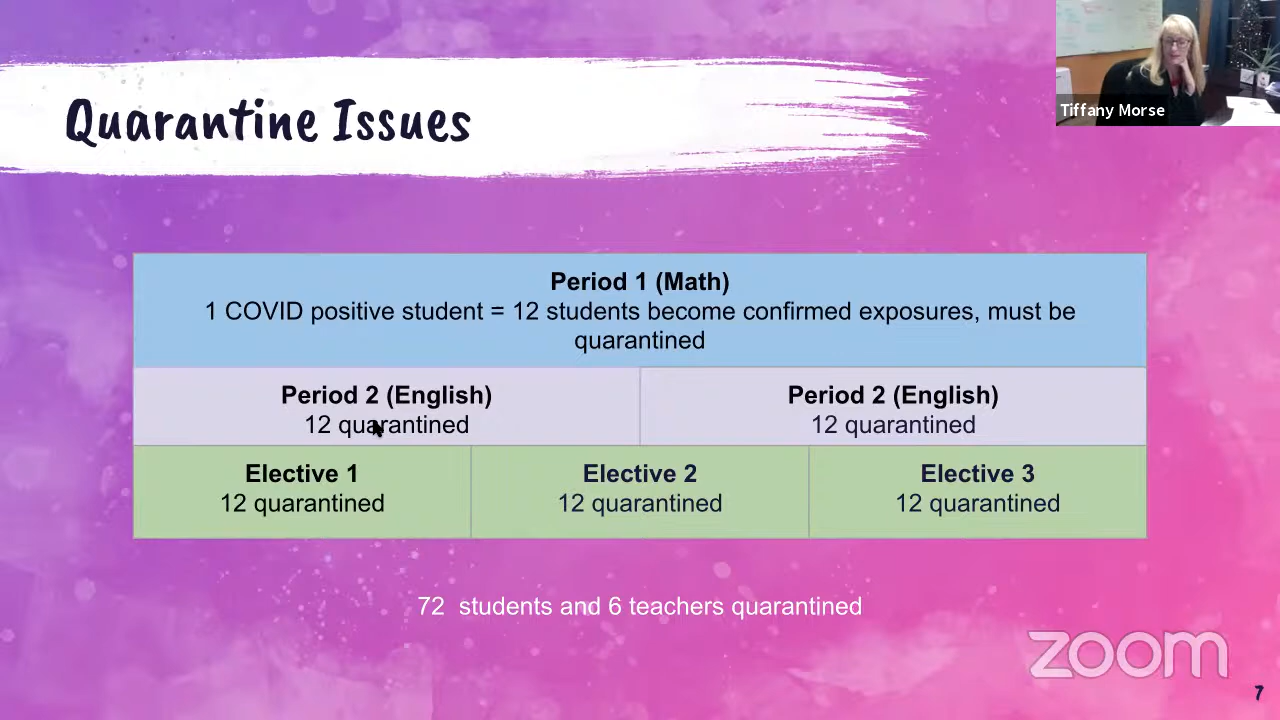 Quarantine Issues
Tiffany Morse
Period 1 (Math)
1 COVID positive student = 12 students become confirmed exposures, must be
quarantined
Period 2 (English)
12 quarantined
Period 2 (English)
12 quarantined
Elective 1
12 quarantined
Elective 2
12 quarantined
Elective 3
12 quarantined
72 students and 6 teachers quarantined
zoom
7